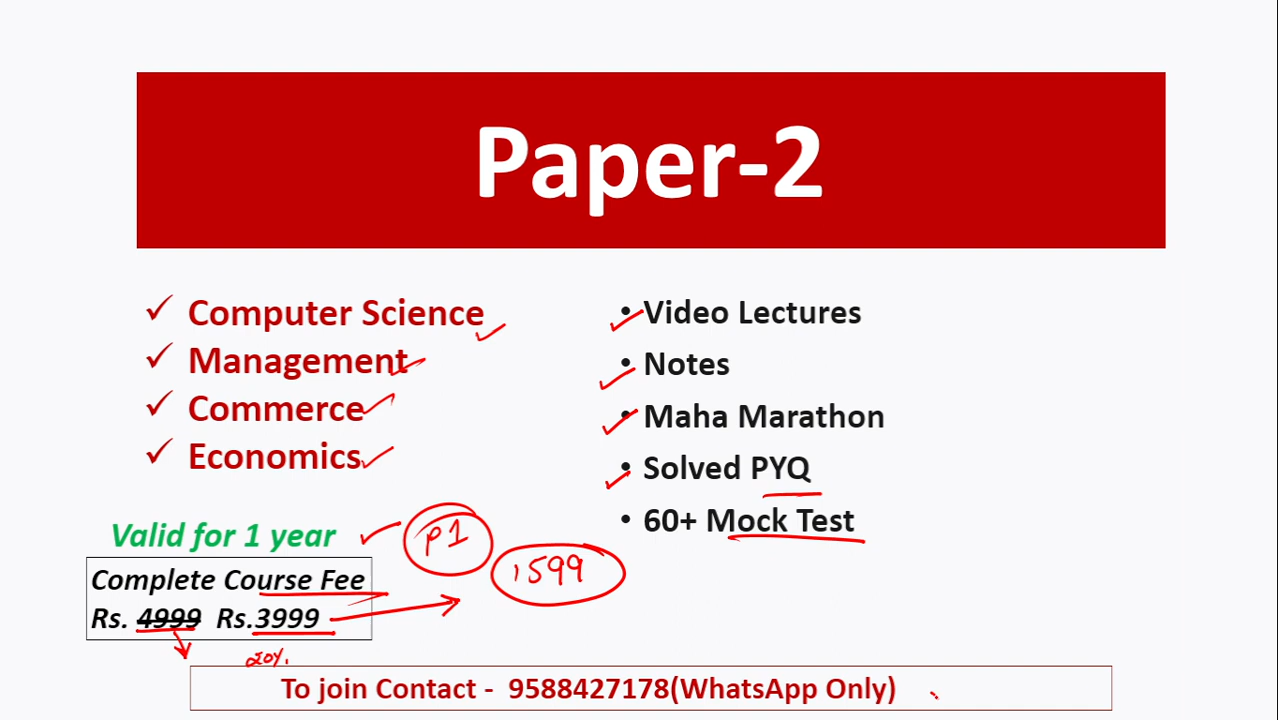 Paper-2
✓ Computer Science
✓ Management
✓ Commerce
✓ Economics
• Video Lectures
• Notes
• Maha Marathon
• Solved PYQ
• 60+ Mock Test
Valid for 1 year
P1
1599
Complete Course Fee
Rs. 4999 Rs.3999
20%
To join Contact - 9588427178(WhatsApp Only)